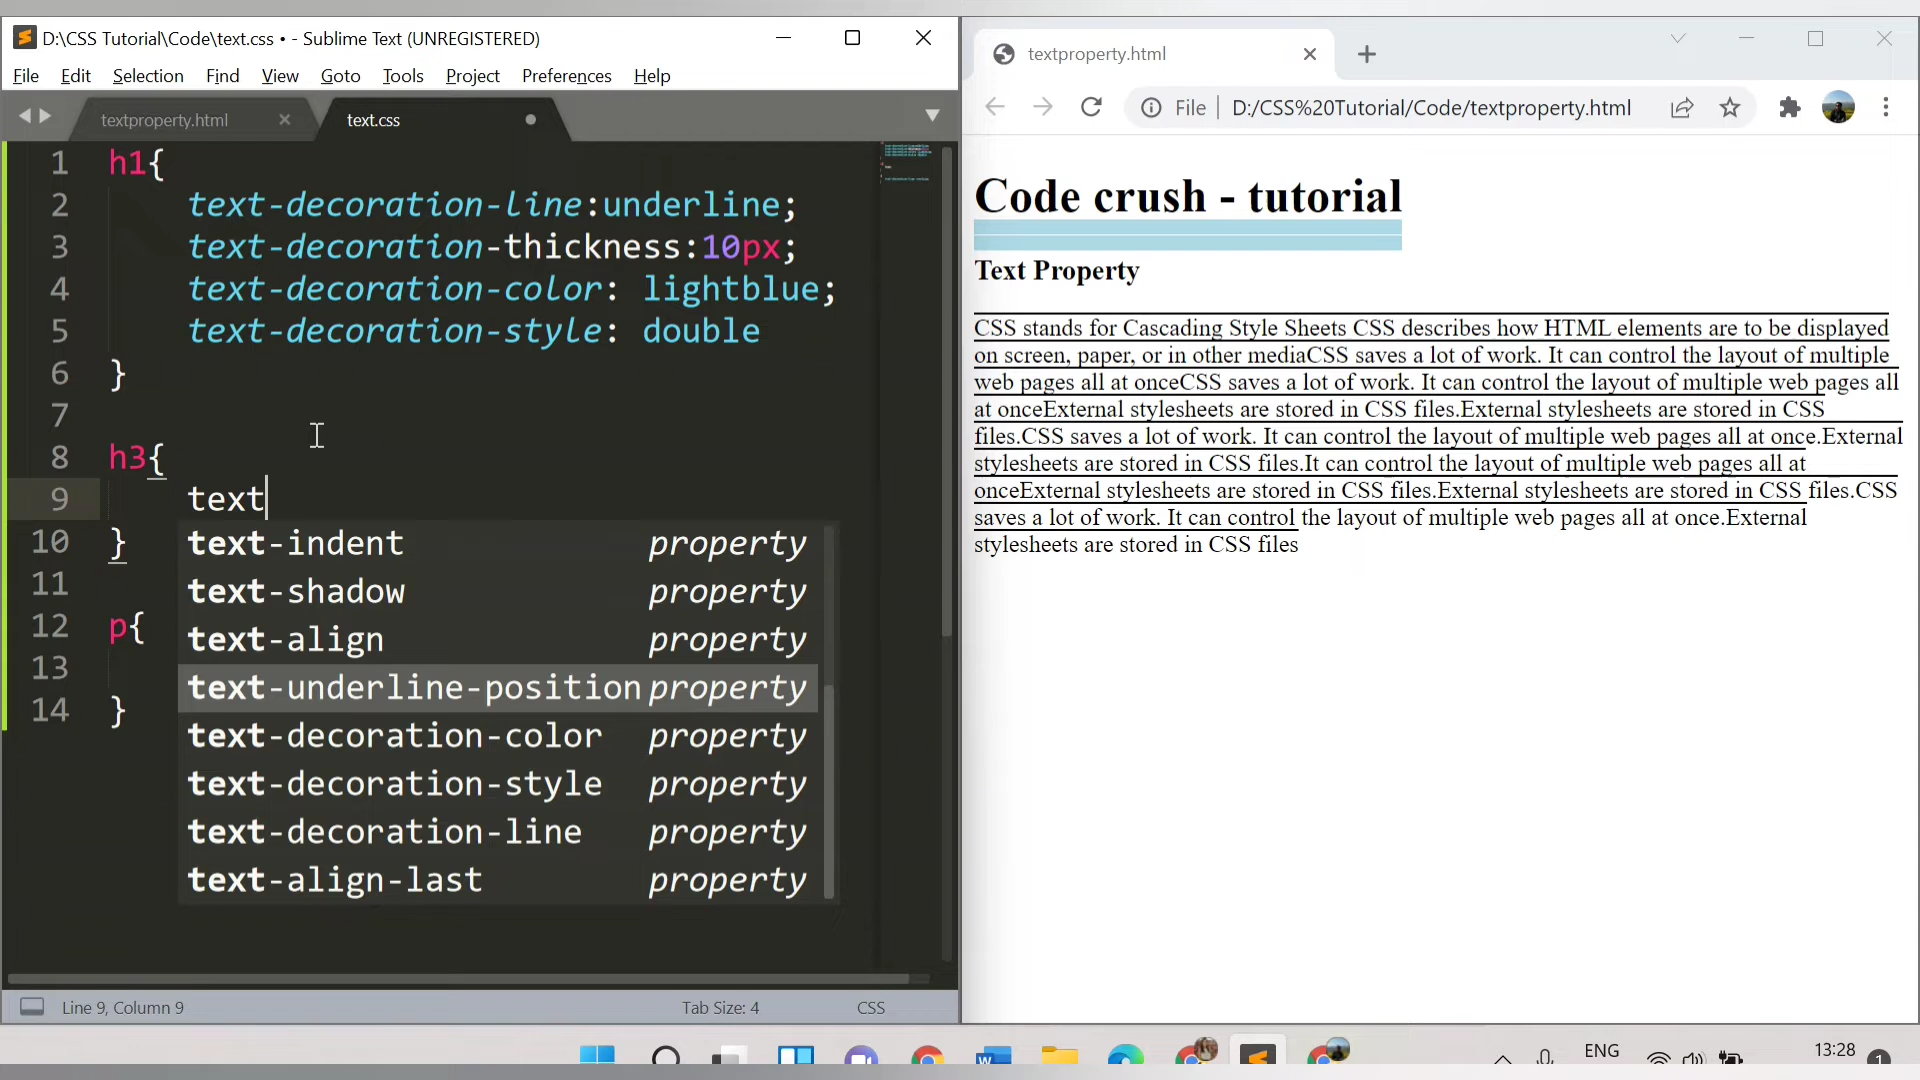 D:\CSS Tutorial\Code\text.css • - Sublime Text (UNREGISTERED)
File Edit Selection Find View Goto Tools Project Preferences Help
textproperty.html text.css
1 h1{
2 text-decoration-line:underline;
3 text-decoration-thickness:10px;
4 text-decoration-color: lightblue;
5 text-decoration-style: double
6 }
7
8 h3{
9 text
10 }
11
12 p{
13
14 }
text-indent property
text-shadow property
text-align property
text-underline-position property
text-decoration-color property
text-decoration-style property
text-decoration-line property
text-align-last property
Line 9, Column 9 Tab Size: 4 CSS
textproperty.html
File D:/CSS%20Tutorial/Code/textproperty.html
Code crush - tutorial
Text Property
CSS stands for Cascading Style Sheets CSS describes how HTML elements are to be displayed
on screen, paper, or in other mediaCSS saves a lot of work. It can control the layout of multiple
web pages all at onceCSS saves a lot of work. It can control the layout of multiple web pages all
at onceExternal stylesheets are stored in CSS files.External stylesheets are stored in CSS
files.CSS saves a lot of work. It can control the layout of multiple web pages all at once.External
stylesheets are stored in CSS files.It can control the layout of multiple web pages all at
onceExternal stylesheets are stored in CSS files.External stylesheets are stored in CSS files.CSS
saves a lot of work. It can control the layout of multiple web pages all at once.External
stylesheets are stored in CSS files
ENG 13:28 1